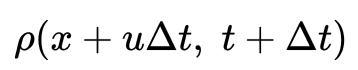 ρ(x + uΔt, t + Δt)